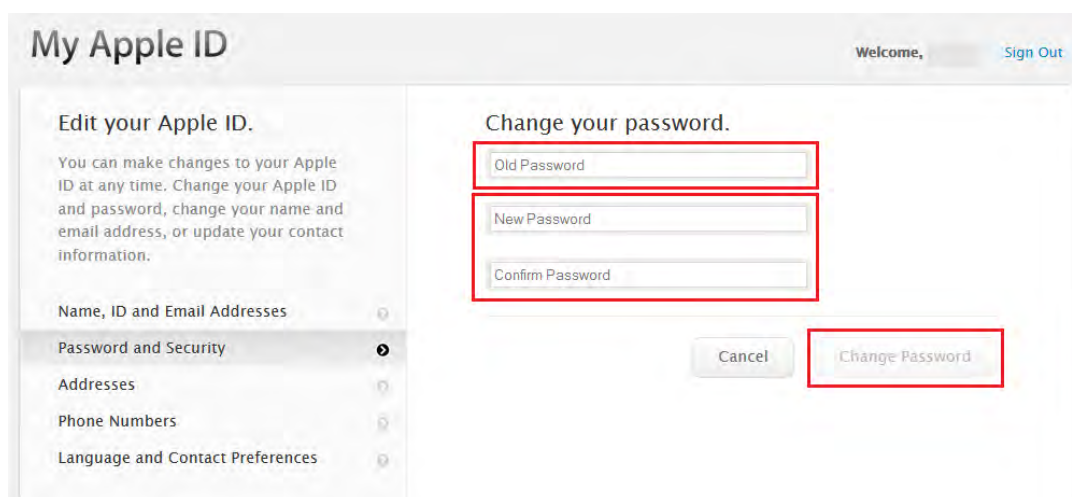 My Apple ID
Welcome,
Sign Out
Edit your Apple ID.
You can make changes to your Apple
ID at any time. Change your Apple ID
and password, change your name and
email address, or update your contact
information.
Name, ID and Email Addresses
Password and Security
Addresses
Phone Numbers
Language and Contact Preferences
Change your password.
Old Password
New Password
Confirm Password
Cancel
Change Password